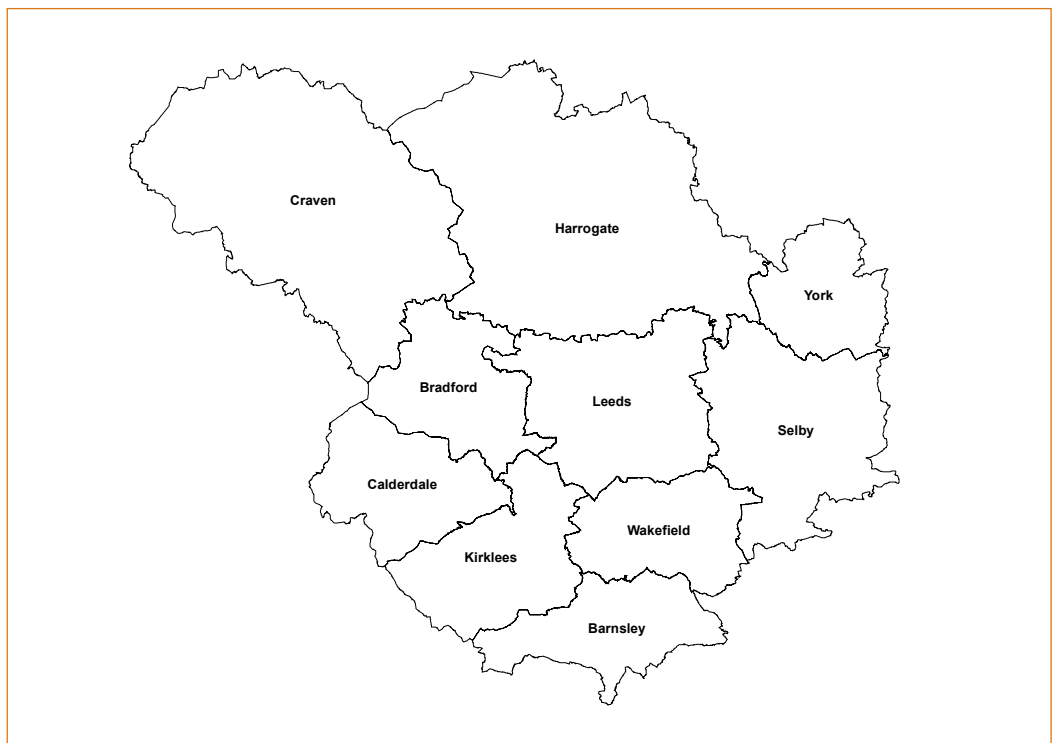 Craven
Harrogate
York
Bradford
Leeds
Selby
Calderdale
Wakefield
Kirklees
Barnsley